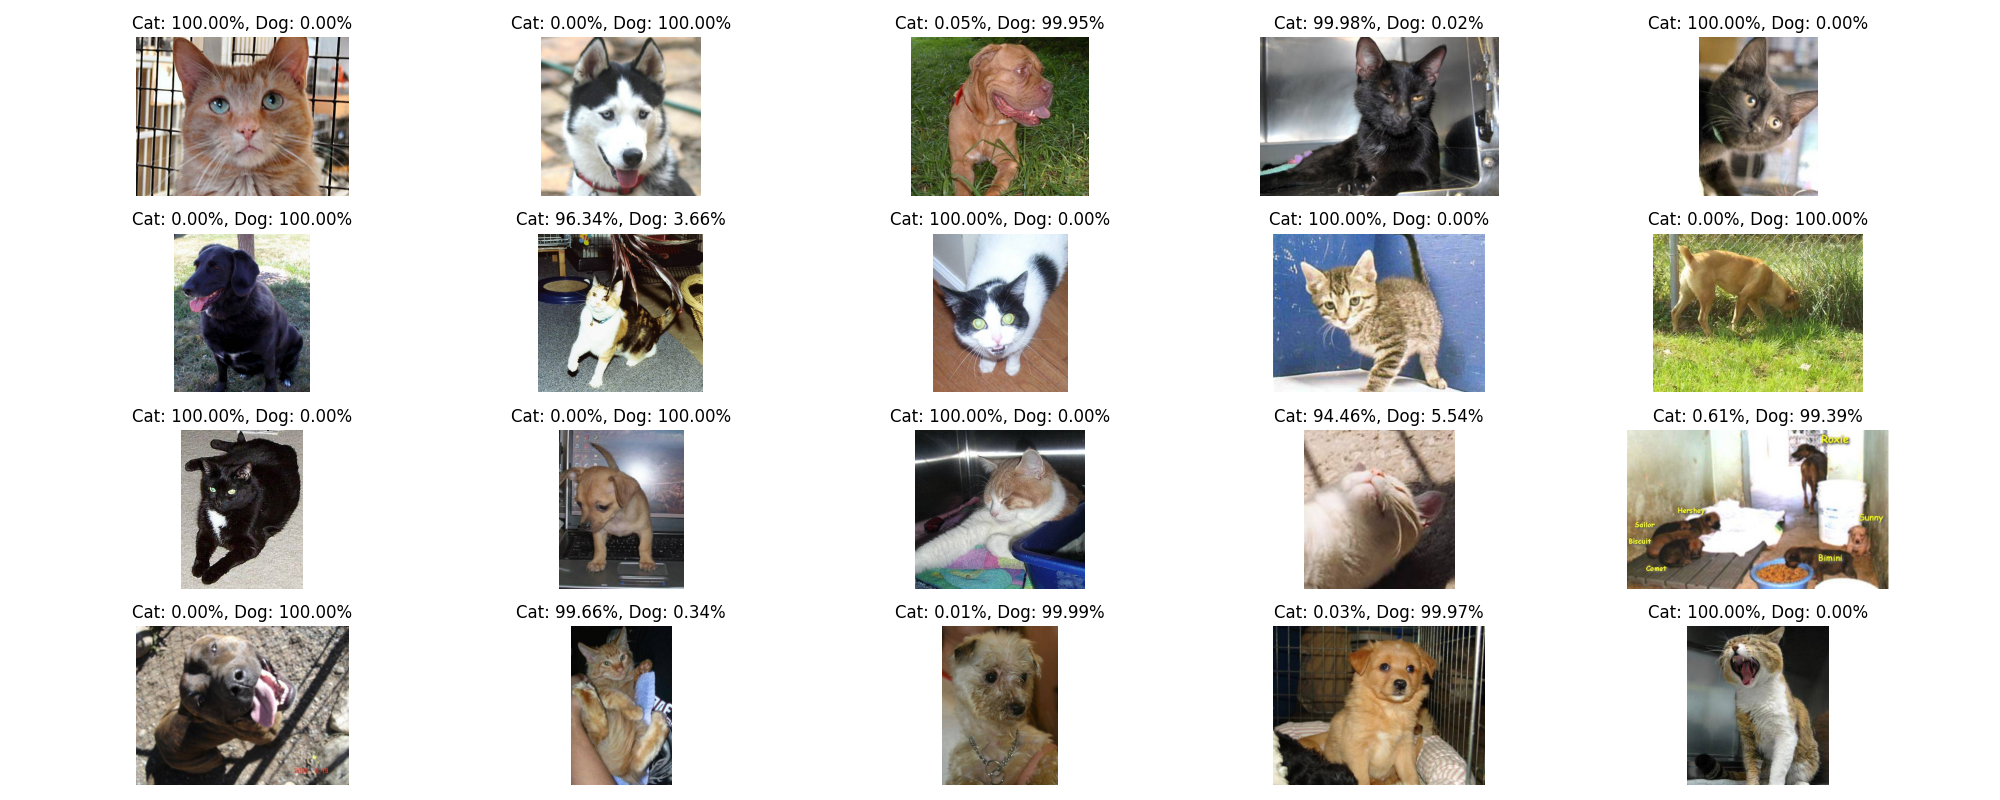 Cat: 100.00%, Dog: 0.00%
Cat: 0.00%, Dog: 100.00%
Cat: 0.05%, Dog: 99.95%
Cat: 99.98%, Dog: 0.02%
Cat: 100.00%, Dog: 0.00%
Cat: 0.00%, Dog: 100.00%
Cat: 96.34%, Dog: 3.66%
Cat: 100.00%, Dog: 0.00%
Cat: 100.00%, Dog: 0.00%
Cat: 0.00%, Dog: 100.00%
Cat: 100.00%, Dog: 0.00%
Cat: 0.00%, Dog: 100.00%
Cat: 100.00%, Dog: 0.00%
Cat: 94.46%, Dog: 5.54%
Cat: 0.61%, Dog: 99.39%
Roxie
Hershey
Sunny
Sailor
Biscuit
Bimini
Comet
Cat: 0.00%, Dog: 100.00%
Cat: 99.66%, Dog: 0.34%
Cat: 0.01%, Dog: 99.99%
Cat: 0.03%, Dog: 99.97%
Cat: 100.00%, Dog: 0.00%